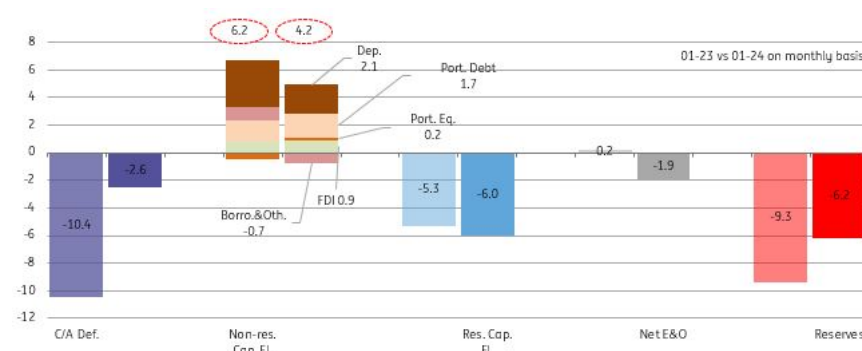 6.2 4.2
8
01-23 vs 01-24 on monthly basis
Dep.
2.1
6
Port. Debt
1.7
4
Port. Eq.
0.2
2
0
0.2
-2
-2.6
-1.9
FDI 0.9
-5.3
-6.0
-9.3
-6.2
-4
Borro.&Oth.
-0.7
-10.4
-6
-8
-10
-12
C/A Def.
Non-res.
Cap. Fl
Res. Cap.
Fl
Net E&O
Reserves